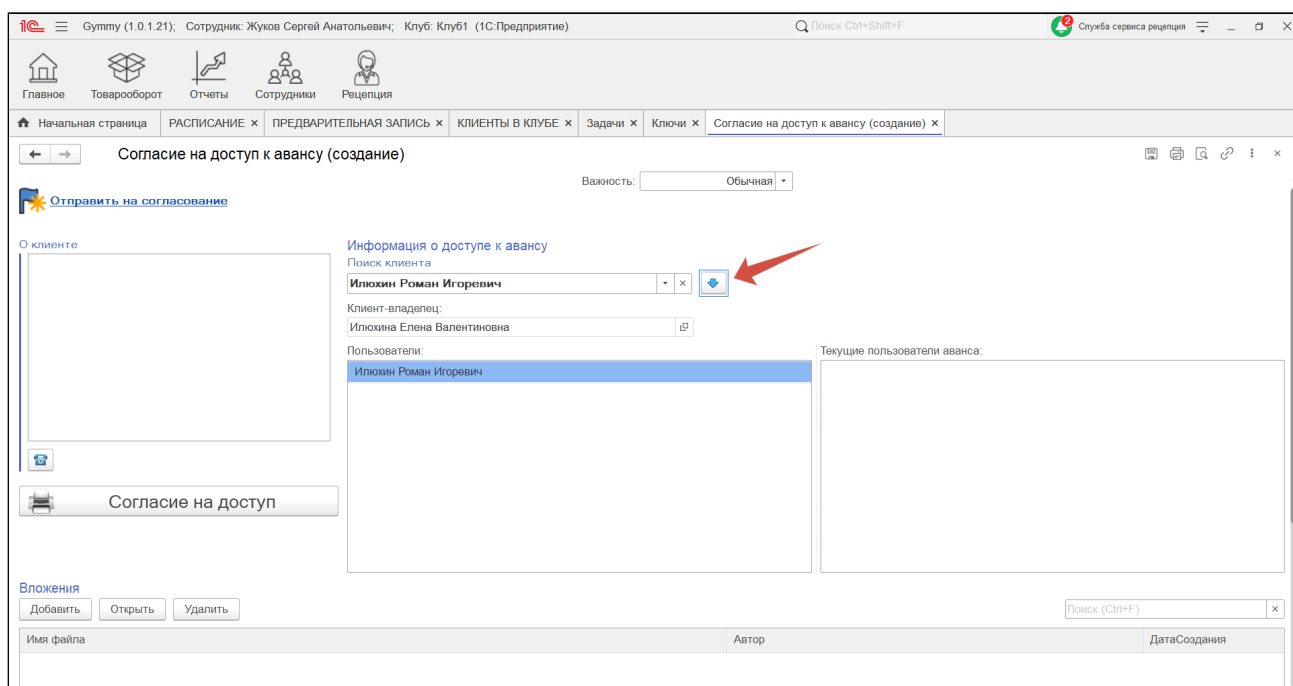 1С Gymmy (1.0.1.21); Сотрудник: Жуков Сергей Анатольевич; Клуб: Клуб1 (1С:Предприятие) Поиск Ctrl+Shift+F 2 Служба сервиса рецепция
Главное Товарооборот Отчеты Сотрудники Рецепция
Начальная страница РАСПИСАНИЕ × ПРЕДВАРИТЕЛЬНАЯ ЗАПИСЬ × КЛИЕНТЫ В КЛУБЕ × Задачи × Ключи × Согласие на доступ к авансу (создание) ×
Согласие на доступ к авансу (создание)
Важность: Обычная
Отправить на согласование
О клиенте
Информация о доступе к авансу
Поиск клиента
Илюхин Роман Игоревич
Клиент-владелец:
Илюхина Елена Валентиновна
Пользователи: Текущие пользователи аванса:
Илюхин Роман Игоревич
Согласие на доступ
Вложения
Добавить Открыть Удалить Поиск (Ctrl+F) ×
Имя файла Автор ДатаСоздания